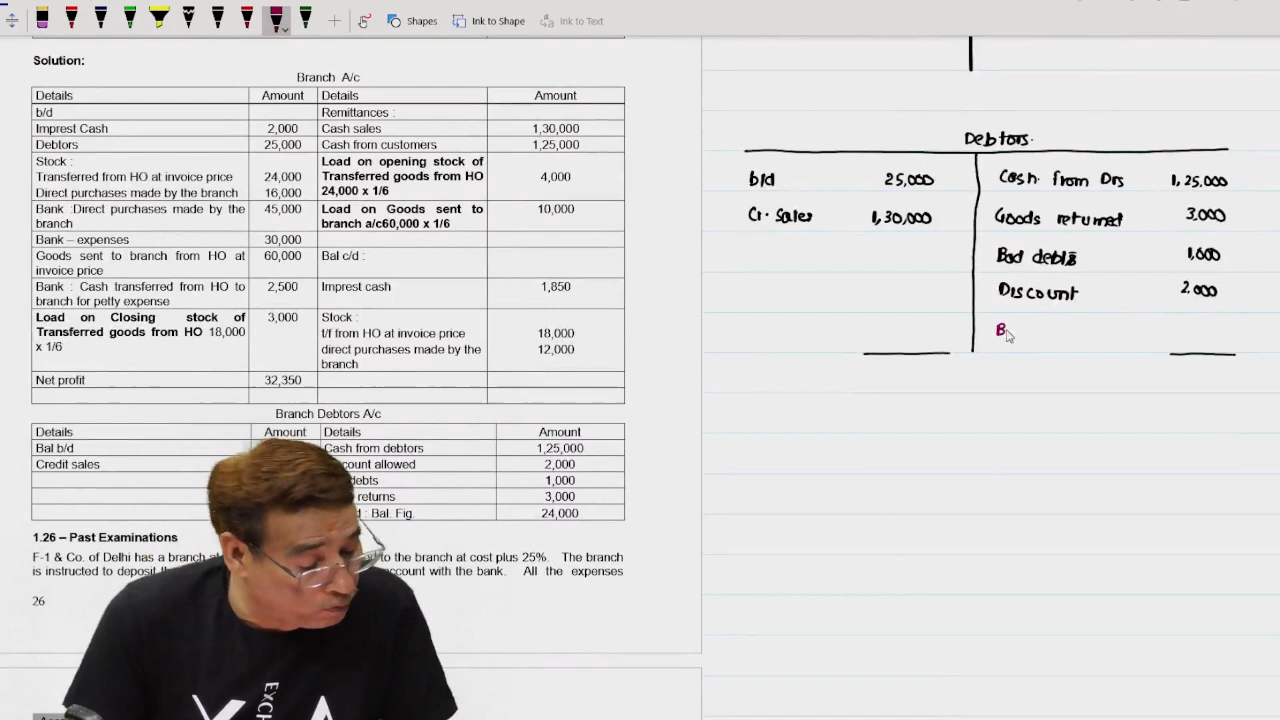 Shapes
Ink to Shape
Ink to Text
Solution:
Branch A/c
Details Amount Details Amount
b/d Remittances :
Imprest Cash 2,000 Cash sales 1,30,000
Debtors 25,000 Cash from customers 1,25,000
Stock : Load on opening stock of
Transferred from HO at invoice price 24,000 Transferred goods from HO 4,000
Direct purchases made by the branch 16,000 24,000 x 1/6
Bank :Direct purchases made by the 45,000 Load on Goods sent to 10,000
branch branch a/c60,000 x 1/6
Bank – expenses 30,000
Goods sent to branch from HO at 60,000 Bal c/d :
invoice price
Bank : Cash transferred from HO to 2,500 Imprest cash 1,850
branch for petty expense
Load on Closing stock of 3,000 Stock :
Transferred goods from HO 18,000 f/f from HO at invoice price 18,000
x 1/6 direct purchases made by the 12,000
branch
Net profit 32,350
Branch Debtors A/c
Details Amount Details Amount
Bal b/d Cash from debtors 1,25,000
Credit sales allowed 2,000
debts 1,000
returns 3,000
: Bal. Fig. 24,000
1.26 – Past Examinations
F-1 & Co. of Delhi has a branch to the branch at cost plus 25%. The branch
is instructed to deposit account with the bank. All the expenses
26
Debtors.
b/d 25,000 Cash from Drs 1,25,000
Cr. Sales 1,30,000 Goods returned 3,000
Bad debts 1,000
Discount 2,000
B
EXCH